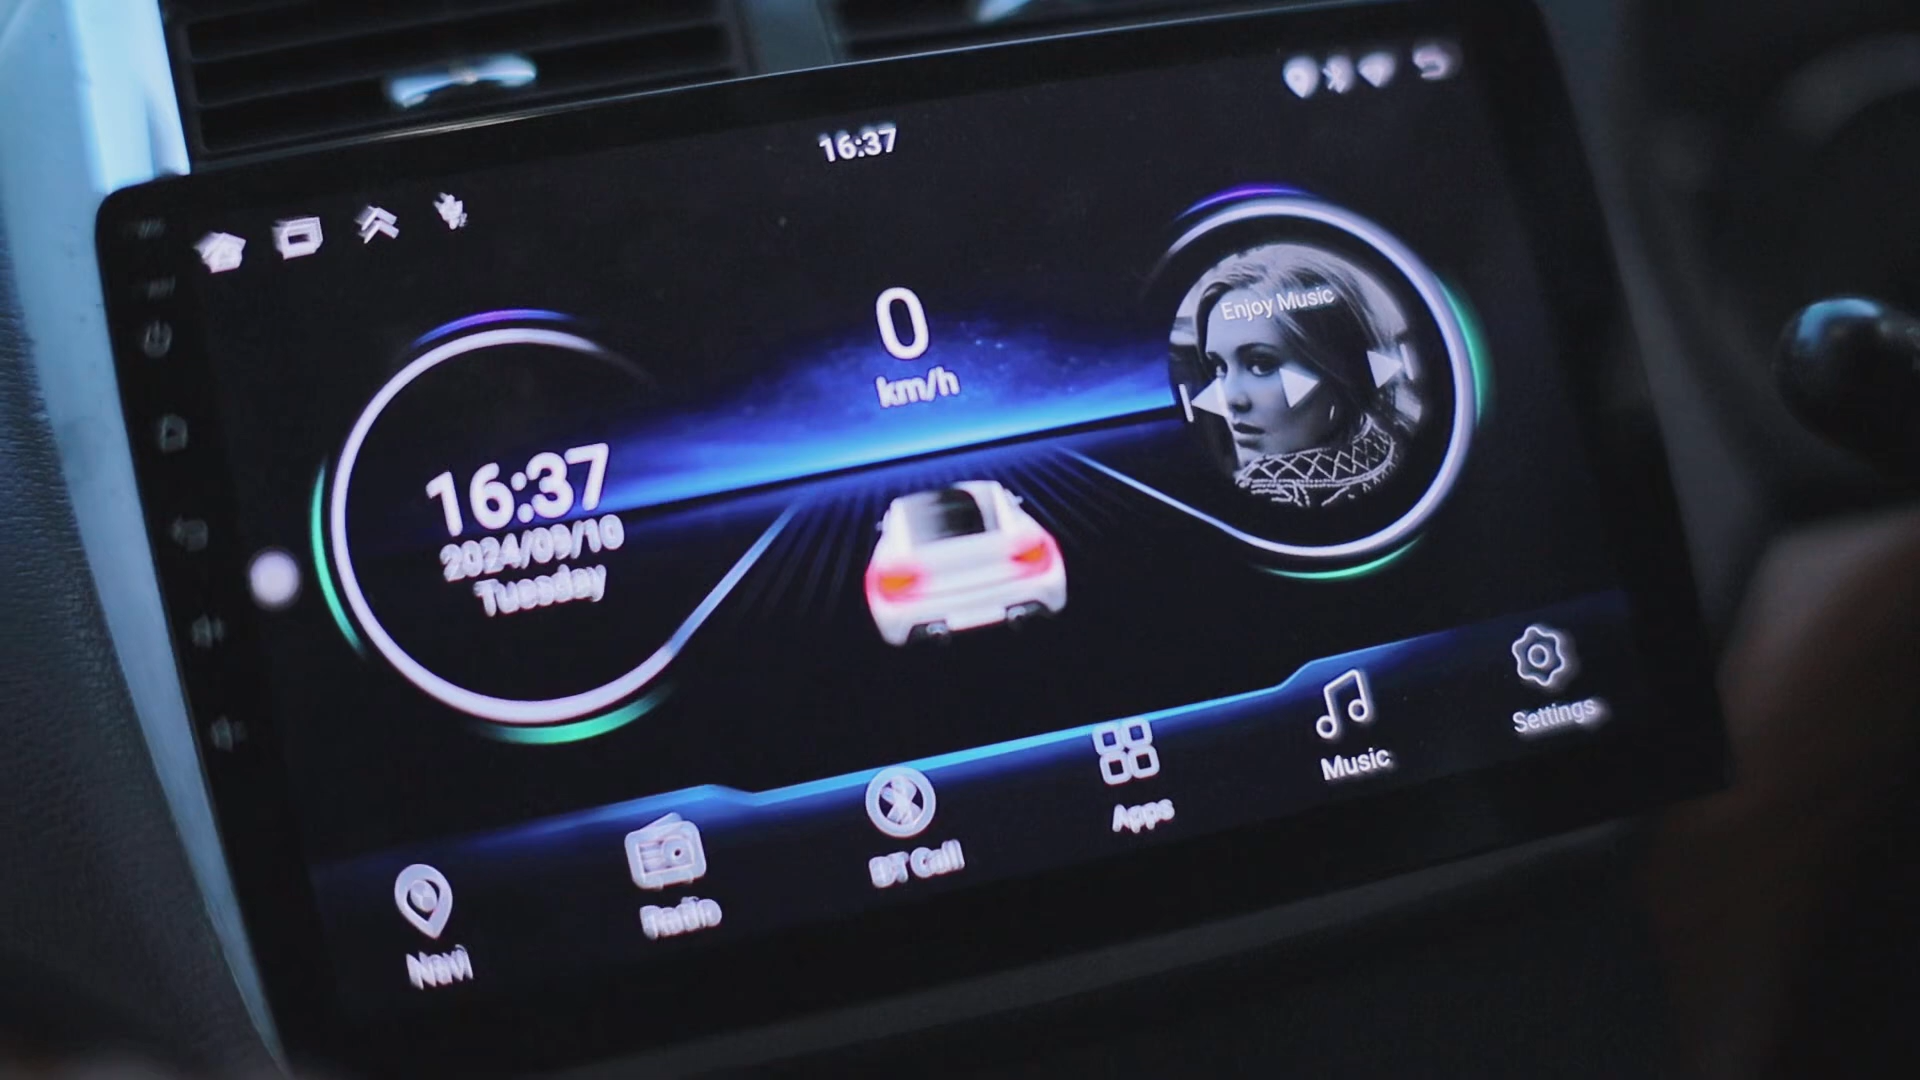 16:37
0
km/h
Enjoy Music
16:37
2024/09/10
Tuesday
Navi
Radio
BT Call
Apps
Music
Settings